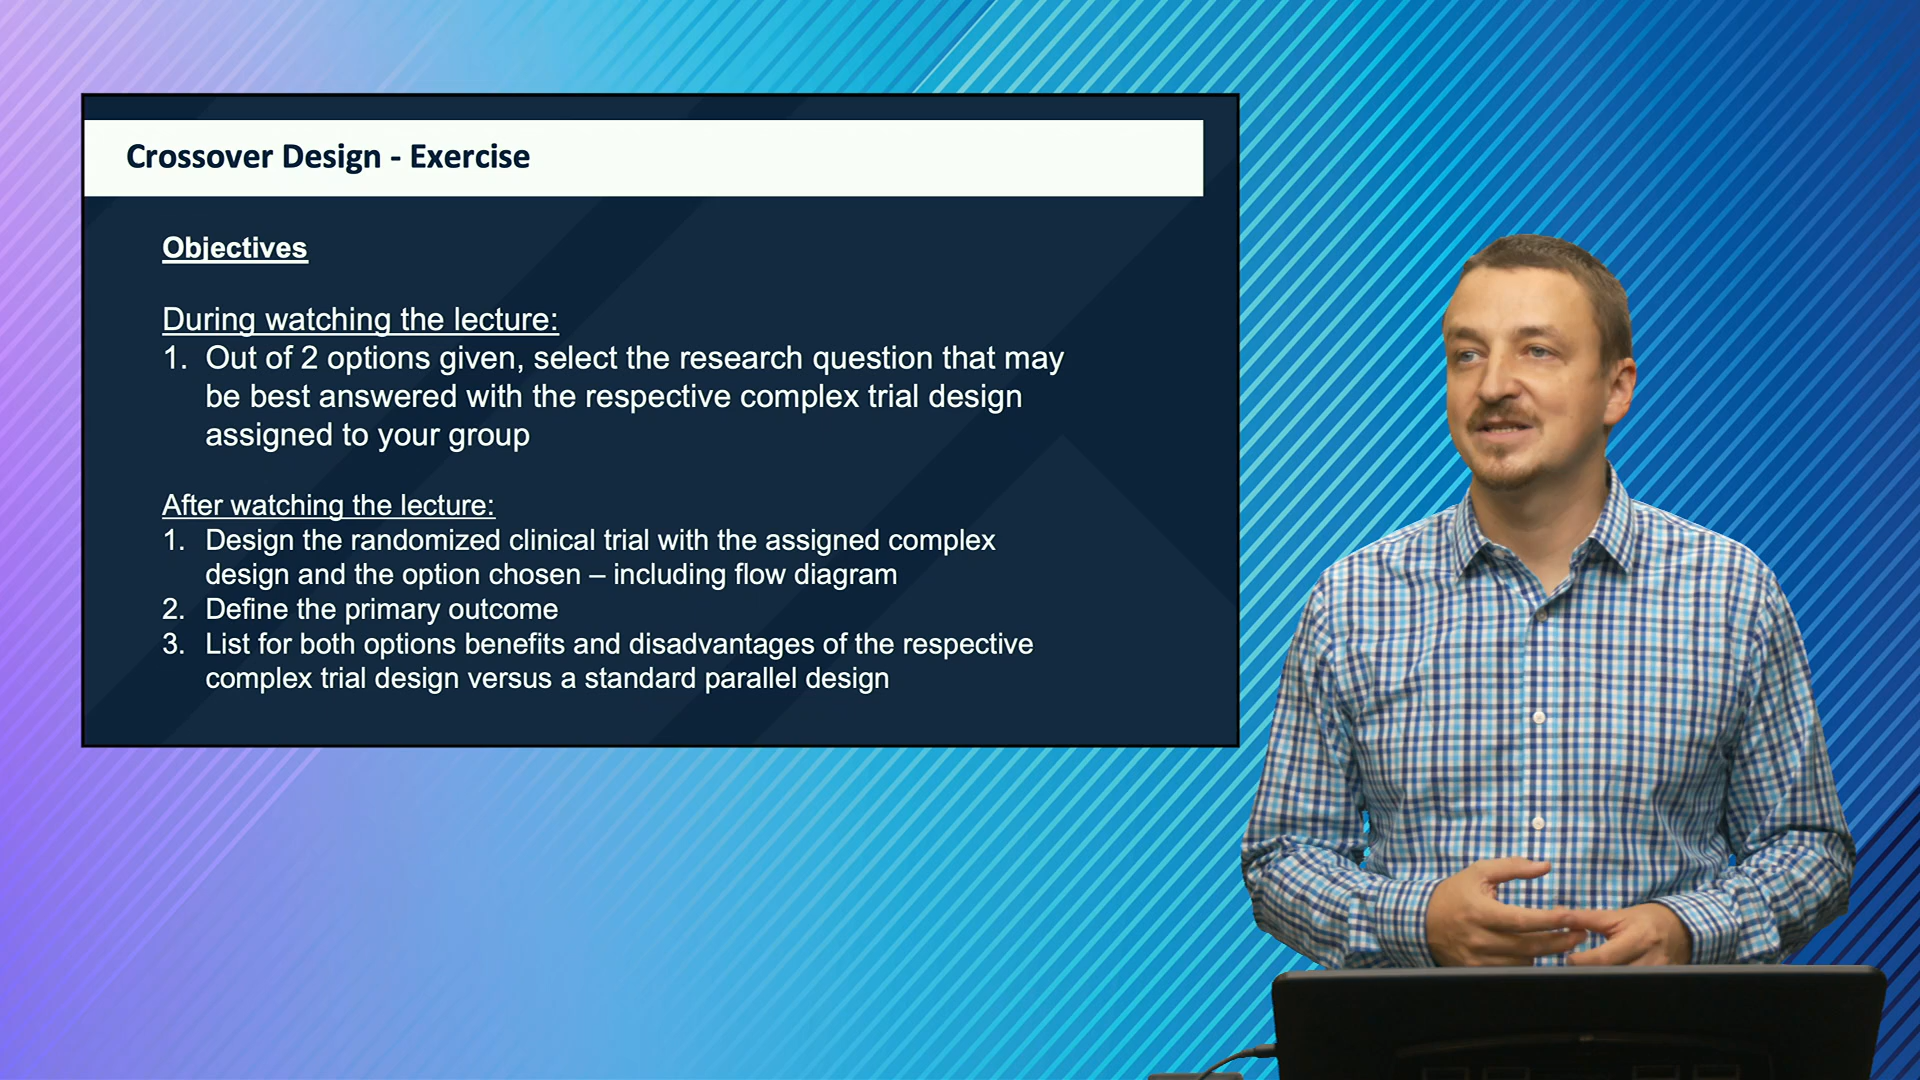 Crossover Design - Exercise
Objectives
During watching the lecture:
1. Out of 2 options given, select the research question that may
be best answered with the respective complex trial design
assigned to your group
After watching the lecture:
1. Design the randomized clinical trial with the assigned complex
design and the option chosen – including flow diagram
2. Define the primary outcome
3. List for both options benefits and disadvantages of the respective
complex trial design versus a standard parallel design